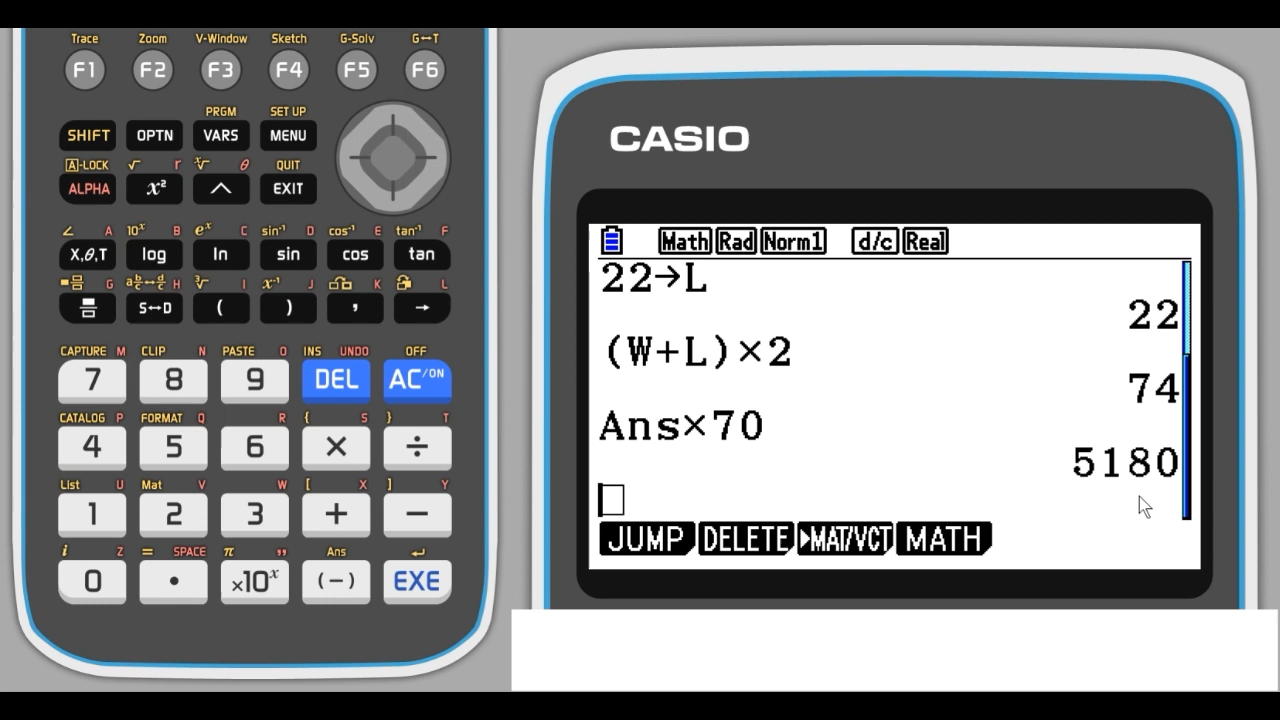 Trace Zoom V-Window Sketch G-Solv G↔T
F1 F2 F3 F4 F5 F6
PRGM SET UP
SHIFT OPTN VARS MENU
A-LOCK √ r ˣ√ θ QUIT
ALPHA x² ^ EXIT
∠ A 10ˣ B eˣ C sin⁻¹ D cos⁻¹ E tan⁻¹ F
X,θ,T log ln sin cos tan
G a b/c↔d/c H ³√ I x⁻¹ J K L
S↔D ( ) , →
CAPTURE M CLIP N PASTE O INS UNDO OFF
7 8 9 DEL AC/ON
CATALOG P FORMAT Q R { S } T
4 5 6 × ÷
List U Mat V W [ X ] Y
1 2 3 + −
i Z = SPACE π " Ans ↵
0 • ×10ˣ (−) EXE
CASIO
Math Rad Norm1 d/c Real
22→L
22
(W+L)×2
74
Ans×70
5180
JUMP DELETE ▶MAT/VCT MATH